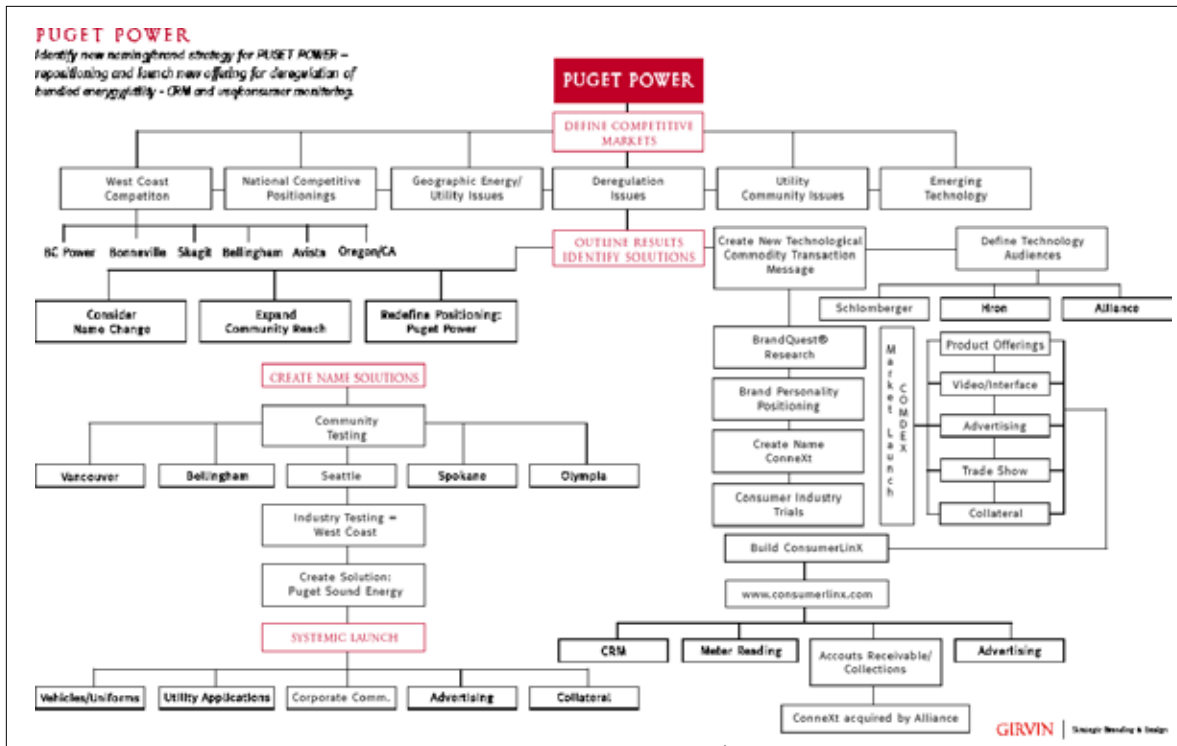 PUGET POWER
Identify new naming/brand strategy for PUSET POWER –
repositioning and launch new offering for deregulation of
bundled energy/utility - CRM and use/consumer monitoring.
PUGET POWER
DEFINE COMPETITIVE
MARKETS
West Coast
Competiton
National Competitive
Positionings
Geographic Energy/
Utility Issues
Deregulation
Issues
Utility
Community Issues
Emerging
Technology
BC Power
Bonneville
Skagit
Bellingham
Avista
Oregon/CA
OUTLINE RESULTS
IDENTIFY SOLUTIONS
Create New Technological
Commodity Transaction
Message
Define Technology
Audiences
Consider
Name Change
Expand
Community Reach
Redefine Positioning:
Puget Power
Schlomberger
Alliance
BrandQuest® 
Research
Brand Personality
Positioning
Create Name
ConneXt
Consumer Industry
Trials
Market Launch
COMDEX
Product Offerings
Video/Interface
Advertising
Trade Show
Collateral
CREATE NAME SOLUTIONS
Community
Testing
Vancouver
Bellingham
Seattle
Spokane
Olympia
Industry Testing –
West Coast
Create Solution:
Puget Sound Energy
SYSTEMIC LAUNCH
Vehicles/Uniforms
Utility Applications
Corporate Comm.
Advertising
Collateral
Build ConsumerLinX
www.consumerlinx.com
CRM
Meter Reading
Accouts Receivable/
Collections
Advertising
ConneXt acquired by Alliance
GIRVIN
Strategic Branding & Design